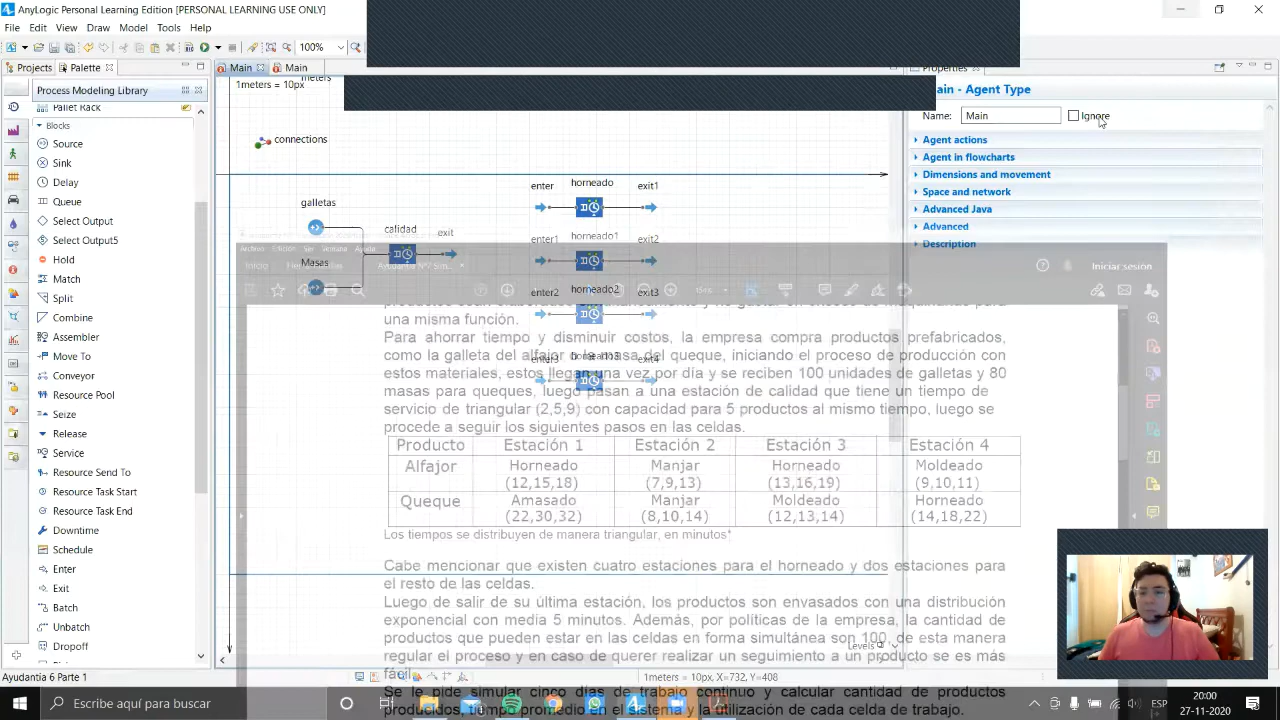 AnyLogic Personal Learning Edition [PERSONAL LEARNING USE ONLY]
File Edit View Draw Model Tools Help
100%
Projects Palette
Main Main
Properties
Process Modeling Library
Pallet Rack
Blocks
Source
Sink
Delay
Queue
Select Output
Select Output5
Hold
Match
Split
Combine
Assembler
Move To
Conveyor
Resource Pool
Seize
Release
Service
Resource Send To
Resource Task Start
Resource Task End
Downtime
Schedule
Enter
Exit
Batch
Unbatch
Dropoff
meters
1meters = 10px
connections
galletas
Masas
calidad
exit
enter horneado exit1
enter1 horneado1 exit2
enter2 horneado2 exit3
enter3 horneado3 exit4
ain - Agent Type
Name: Main Ignore
Agent actions
Agent in flowcharts
Dimensions and movement
Space and network
Advanced Java
Advanced
Description
Archivo Edición Ver Ventana Ayuda
Inicio Ayudantía N°7 Sim...
Iniciar sesión
una misma función.
Para ahorrar tiempo y disminuir costos, la empresa compra productos prefabricados,
como la galleta del alfajor o la masa del queque, iniciando el proceso de producción con
estos materiales, estos llegan una vez por día y se reciben 100 unidades de galletas y 80
masas para queques, luego pasan a una estación de calidad que tiene un tiempo de
servicio de triangular (2,5,9) con capacidad para 5 productos al mismo tiempo, luego se
procede a seguir los siguientes pasos en las celdas.
Producto Estación 1 Estación 2 Estación 3 Estación 4
Alfajor Horneado Manjar Horneado Moldeado
(12,15,18) (7,9,13) (13,16,19) (9,10,11)
Queque Amasado Manjar Moldeado Horneado
(22,30,32) (8,10,14) (12,13,14) (14,18,22)
Los tiempos se distribuyen de manera triangular, en minutos*
Cabe mencionar que existen cuatro estaciones para el horneado y dos estaciones para
el resto de las celdas.
Luego de salir de su última estación, los productos son envasados con una distribución
exponencial con media 5 minutos. Además, por políticas de la empresa, la cantidad de
productos que pueden estar en las celdas en forma simultánea son 100, de esta manera
regular el proceso y en caso de querer realizar un seguimiento a un producto se es más
fácil.
Se le pide simular cinco días de trabajo continuo y calcular cantidad de productos
producidos, tiempo promedio en el sistema y la utilización de cada celda de trabajo.
Levels
Ayudantía 6 Parte 1
1meters = 10px, X=732, Y=408
Escribe aquí para buscar
ESP
20:00
27-11-2020